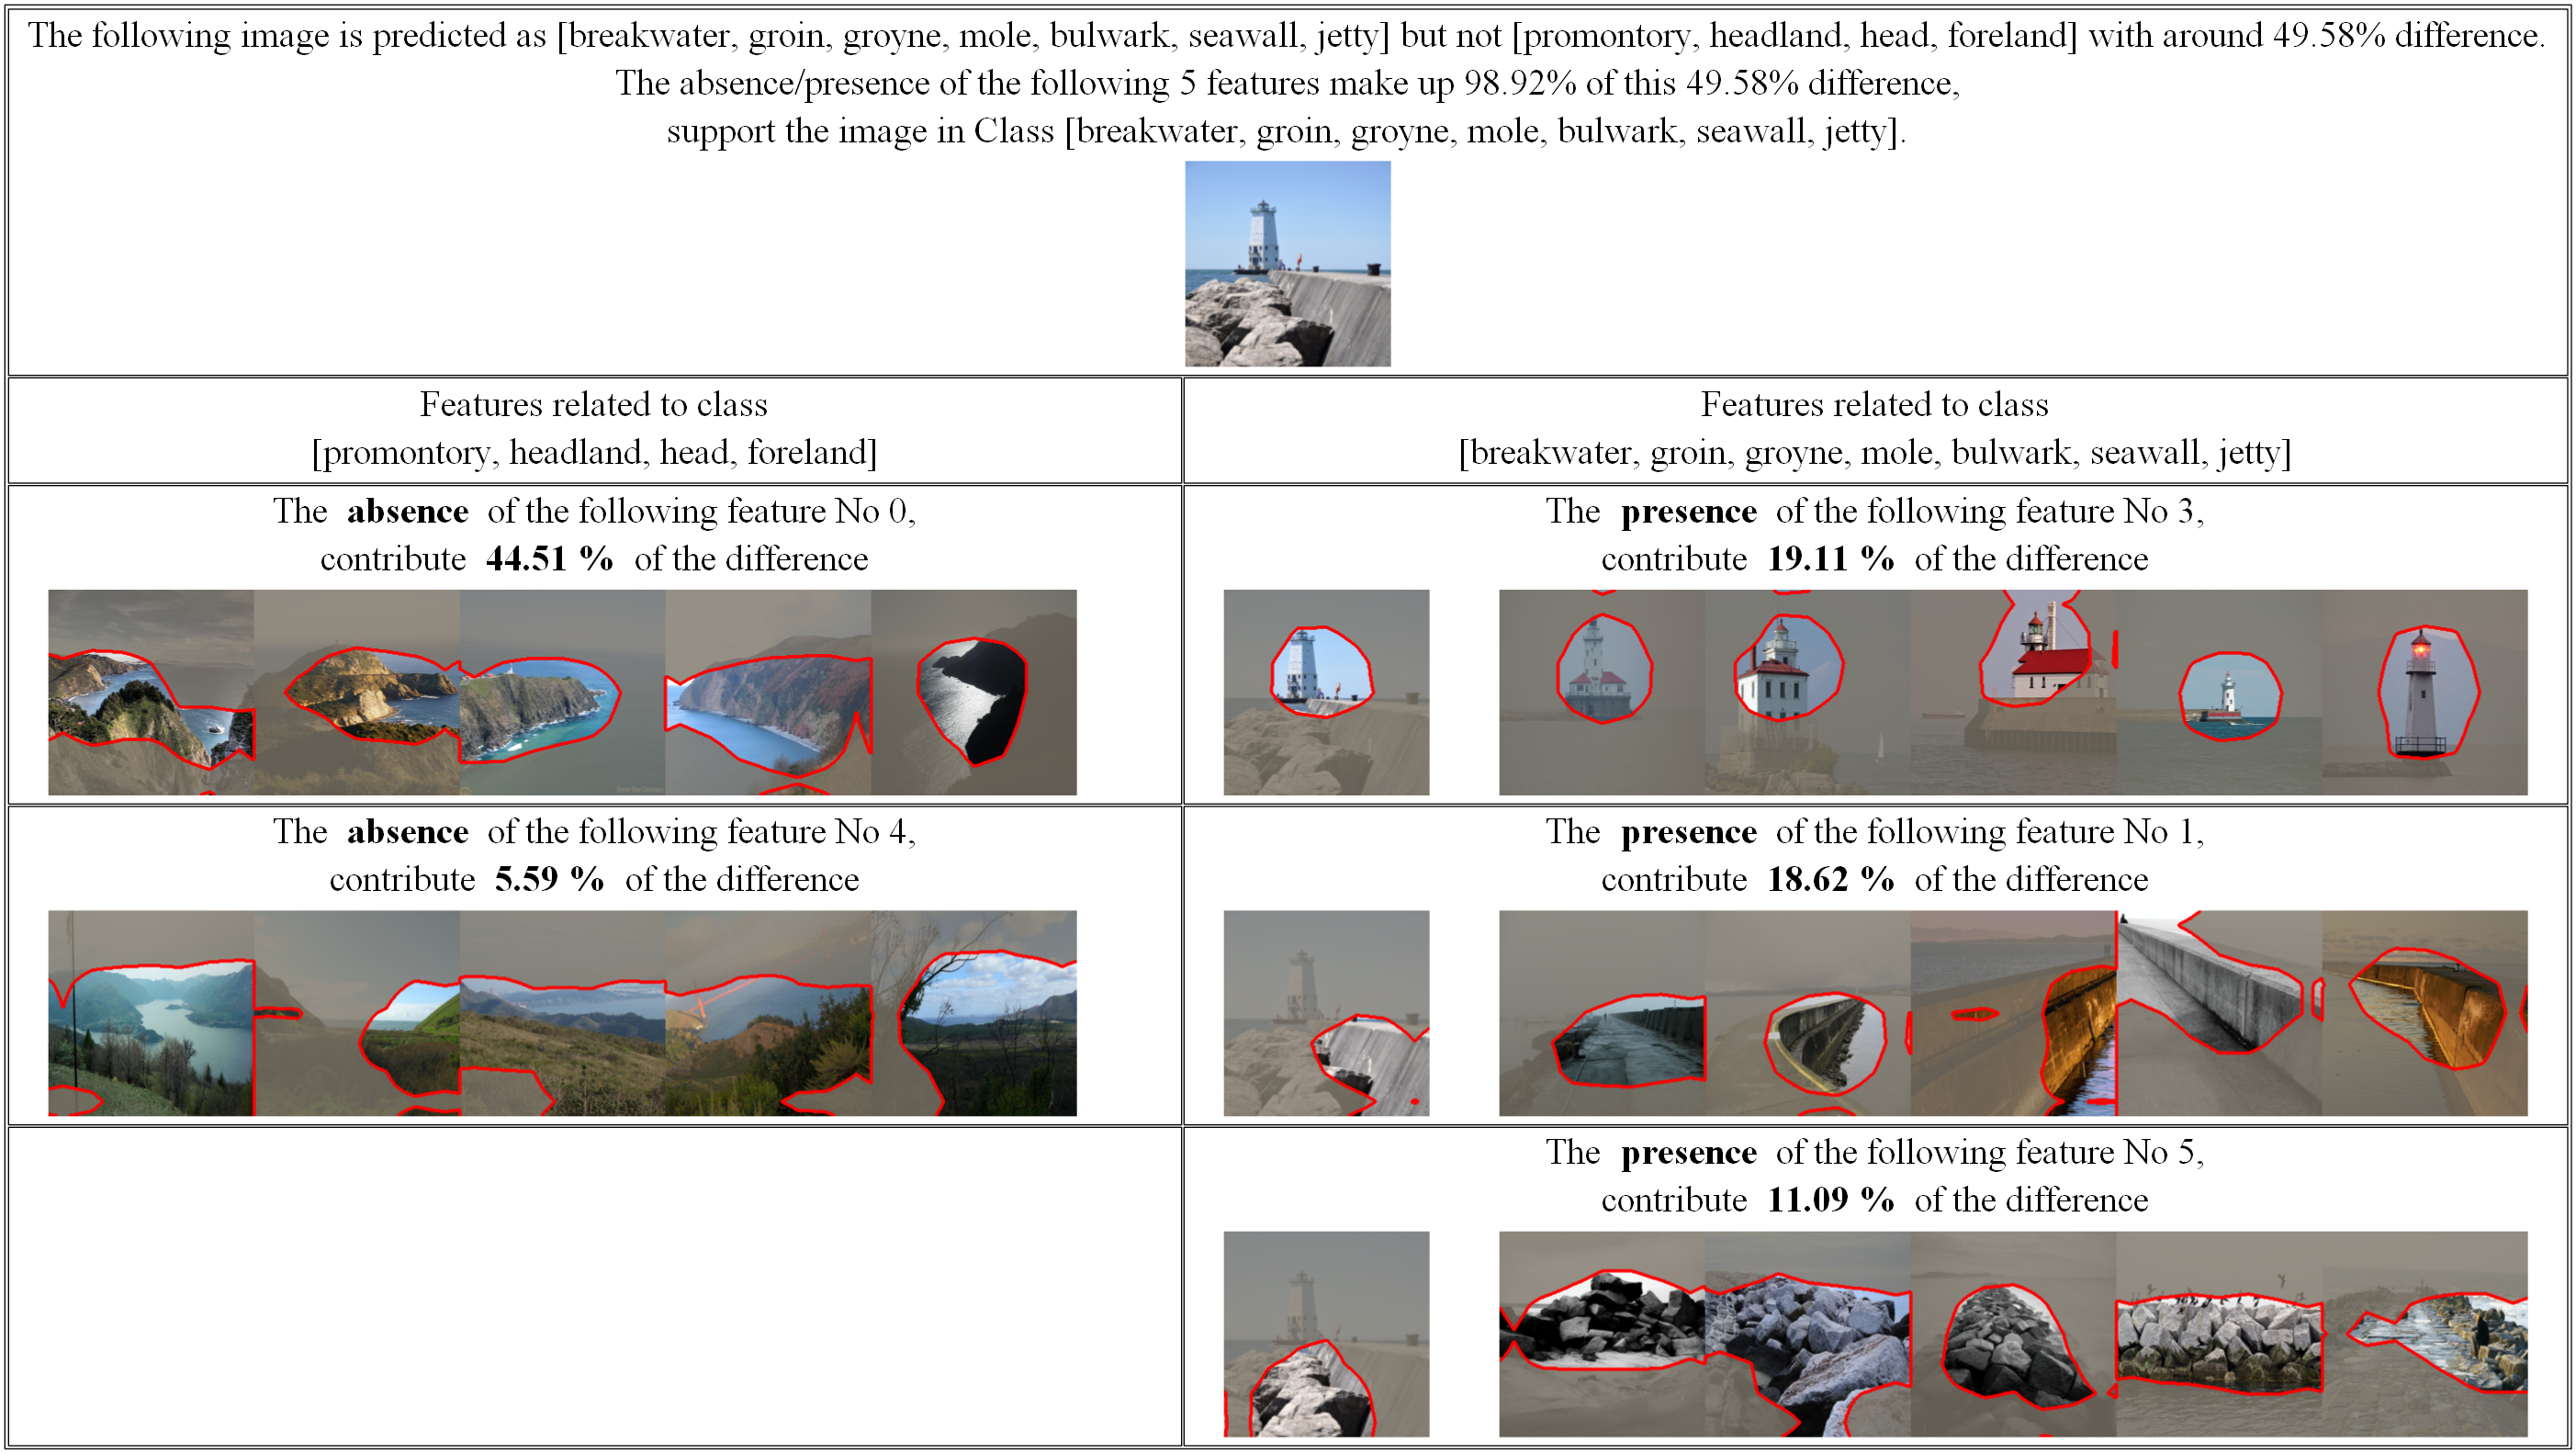 The following image is predicted as [breakwater, groin, groyne, mole, bulwark, seawall, jetty] but not [promontory, headland, head, foreland] with around 49.58% difference.
The absence/presence of the following 5 features make up 98.92% of this 49.58% difference,
support the image in Class [breakwater, groin, groyne, mole, bulwark, seawall, jetty].
Features related to class
[promontory, headland, head, foreland]
Features related to class
[breakwater, groin, groyne, mole, bulwark, seawall, jetty]
The absence of the following feature No 0,
contribute 44.51 % of the difference
The presence of the following feature No 3,
contribute 19.11 % of the difference
The absence of the following feature No 4,
contribute 5.59 % of the difference
The presence of the following feature No 1,
contribute 18.62 % of the difference
The presence of the following feature No 5,
contribute 11.09 % of the difference